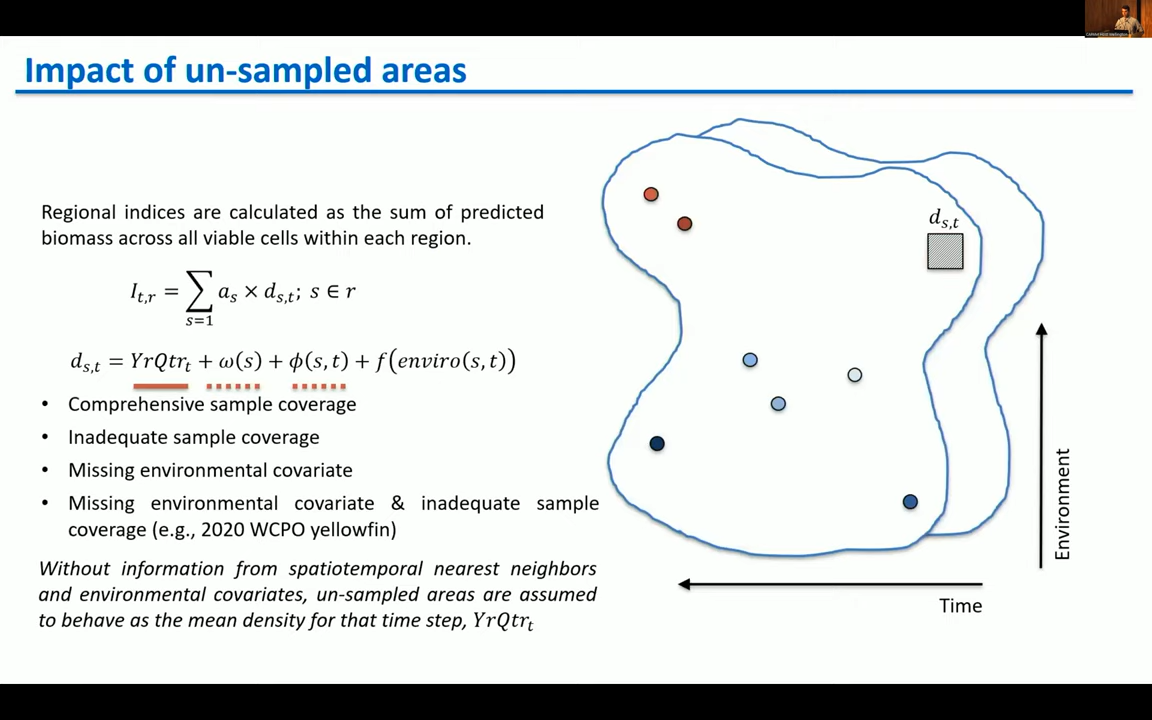 Impact of un-sampled areas
Regional indices are calculated as the sum of predicted
biomass across all viable cells within each region.
I_{t,r} = ∑_{s=1} a_s × d_{s,t}; s ∈ r
d_{s,t} = YrQtr_t + ω(s) + ϕ(s,t) + f(enviro(s,t))
• Comprehensive sample coverage
• Inadequate sample coverage
• Missing environmental covariate
• Missing environmental covariate & inadequate sample
coverage (e.g., 2020 WCPO yellowfin)
Without information from spatiotemporal nearest neighbors
and environmental covariates, un-sampled areas are assumed
to behave as the mean density for that time step, YrQtr_t
d_{s,t}
Environment
Time